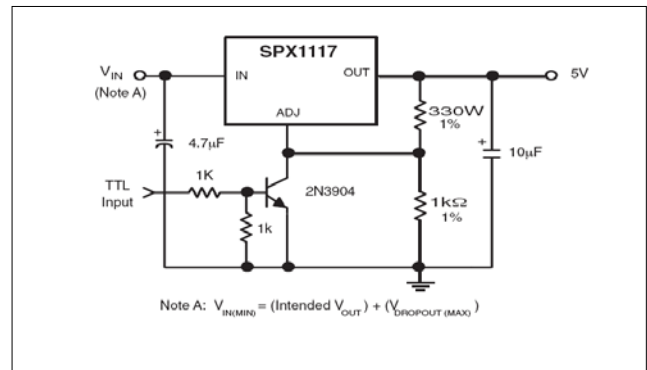 SPX1117
V_IN
IN
OUT
5V
(Note A)
ADJ
330W
1%
+
4.7µF
+
10µF
1K
TTL
Input
2N3904
1k
1kΩ
1%
Note A: V_IN(MIN) = (Intended V_OUT) + (V_DROPOUT (MAX) )